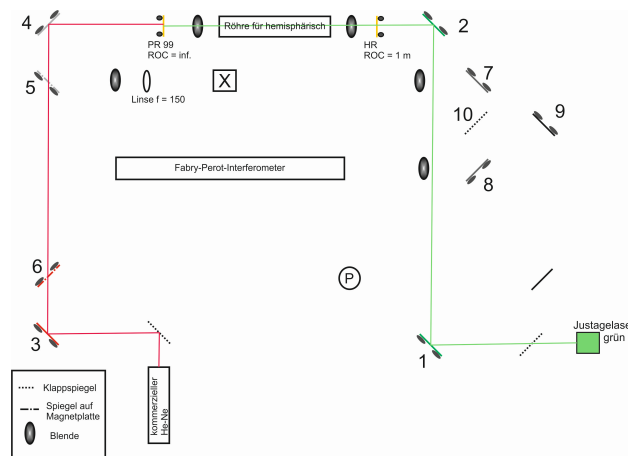 4
Röhre für hemisphärisch
2
PR 99
ROC = inf.
HR
ROC = 1 m
5
Linse f = 150
X
7
10
9
Fabry-Perot-Interferometer
8
6
P
3
1
Justagelase
grün
kommerzieller
He-Ne
Klappspiegel
Spiegel auf
Magnetplatte
Blende